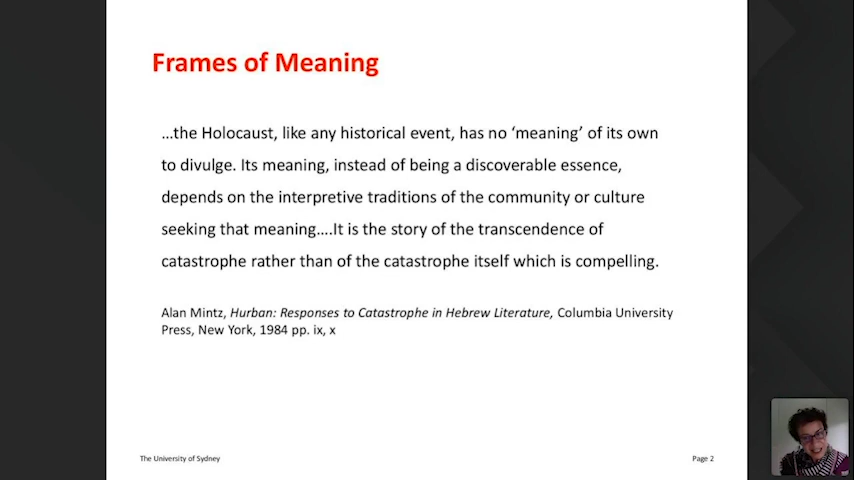 Frames of Meaning
…the Holocaust, like any historical event, has no ‘meaning’ of its own
to divulge. Its meaning, instead of being a discoverable essence,
depends on the interpretive traditions of the community or culture
seeking that meaning….It is the story of the transcendence of
catastrophe rather than of the catastrophe itself which is compelling.
Alan Mintz, Hurban: Responses to Catastrophe in Hebrew Literature, Columbia University
Press, New York, 1984 pp. ix, x
The University of Sydney
Page 2